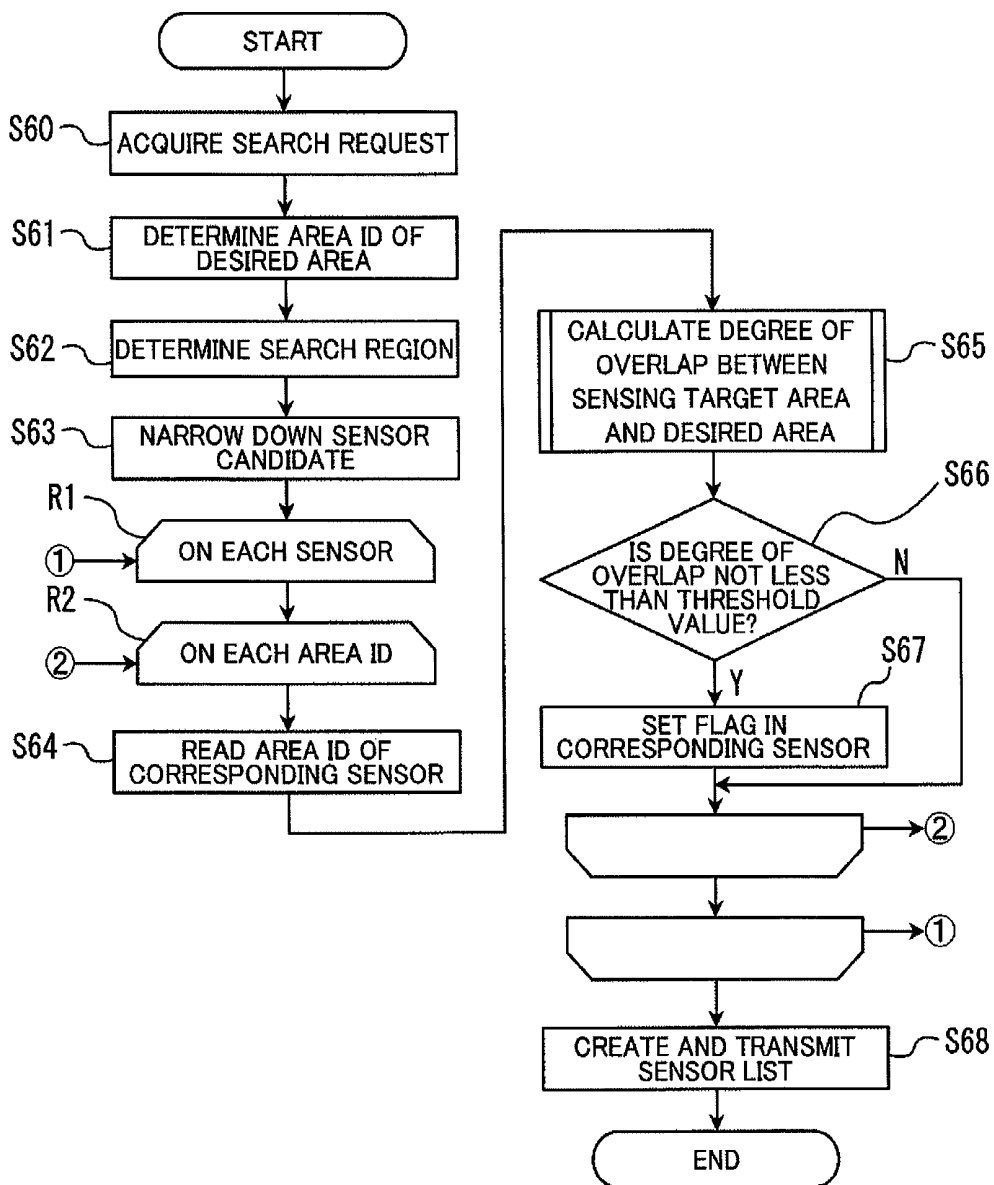 START
S60
ACQUIRE SEARCH REQUEST
S61
DETERMINE AREA ID OF
DESIRED AREA
S62
DETERMINE SEARCH REGION
S63
NARROW DOWN SENSOR
CANDIDATE
R1
①
ON EACH SENSOR
R2
②
ON EACH AREA ID
S64
READ AREA ID OF
CORRESPONDING SENSOR
CALCULATE DEGREE OF
OVERLAP BETWEEN
SENSING TARGET AREA
AND DESIRED AREA
S65
S66
IS DEGREE OF
OVERLAP NOT LESS
THAN THRESHOLD
VALUE?
N
Y
S67
SET FLAG IN
CORRESPONDING SENSOR
②
①
CREATE AND TRANSMIT
SENSOR LIST
S68
END